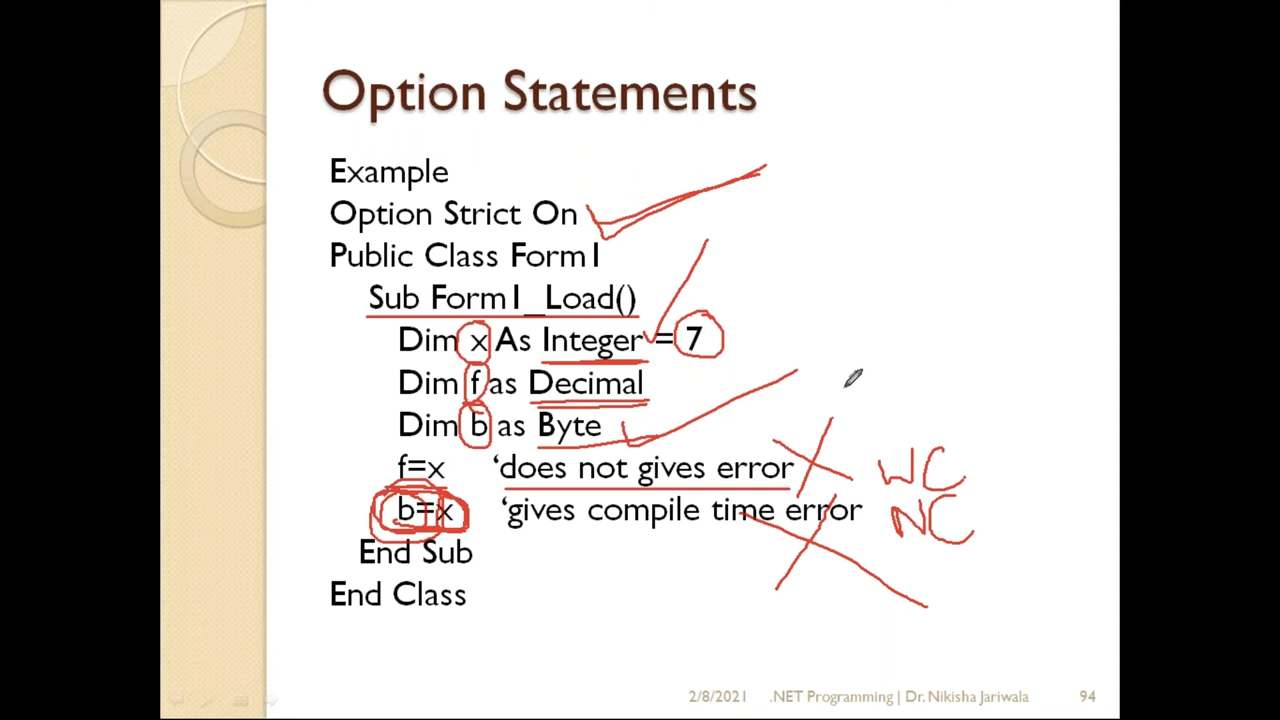 Option Statements
Example
Option Strict On
Public Class Form1
Sub Form1_Load()
Dim x As Integer = 7
Dim f as Decimal
Dim b as Byte
f=x ‘does not gives error WC
b=x ‘gives compile time error NC
End Sub
End Class
2/8/2021 .NET Programming | Dr. Nikisha Jariwala 94